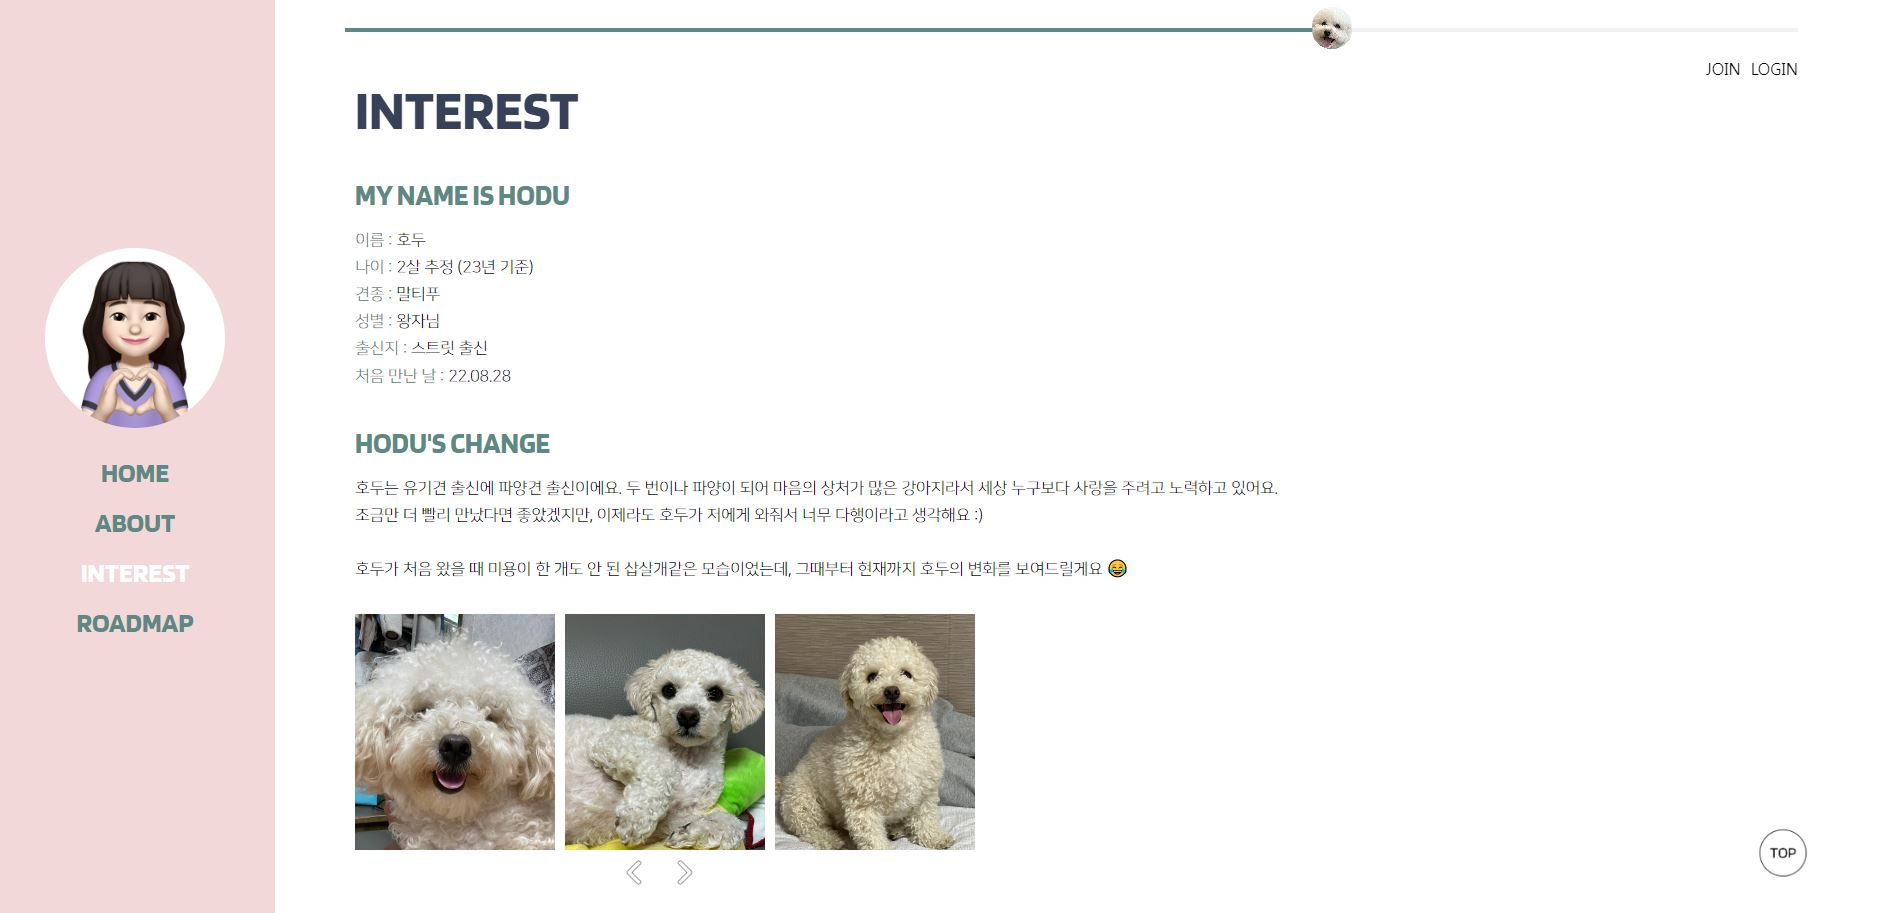 JOIN LOGIN
INTEREST
MY NAME IS HODU
이름 : 호두
나이 : 2살 추정 (23년 기준)
견종 : 말티푸
성별 : 왕자님
출신지 : 스트릿 출신
처음 만난 날 : 22.08.28
HODU'S CHANGE
호두는 유기견 출신에 파양견 출신이에요. 두 번이나 파양이 되어 마음의 상처가 많은 강아지라서 세상 누구보다 사랑을 주려고 노력하고 있어요.
조금만 더 빨리 만났다면 좋았겠지만, 이제라도 호두가 저에게 와줘서 너무 다행이라고 생각해요 :)
호두가 처음 왔을 때 미용이 한 개도 안 된 삽살개같은 모습이었는데, 그때부터 현재까지 호두의 변화를 보여드릴게요 😂
HOME
ABOUT
INTEREST
ROADMAP
TOP